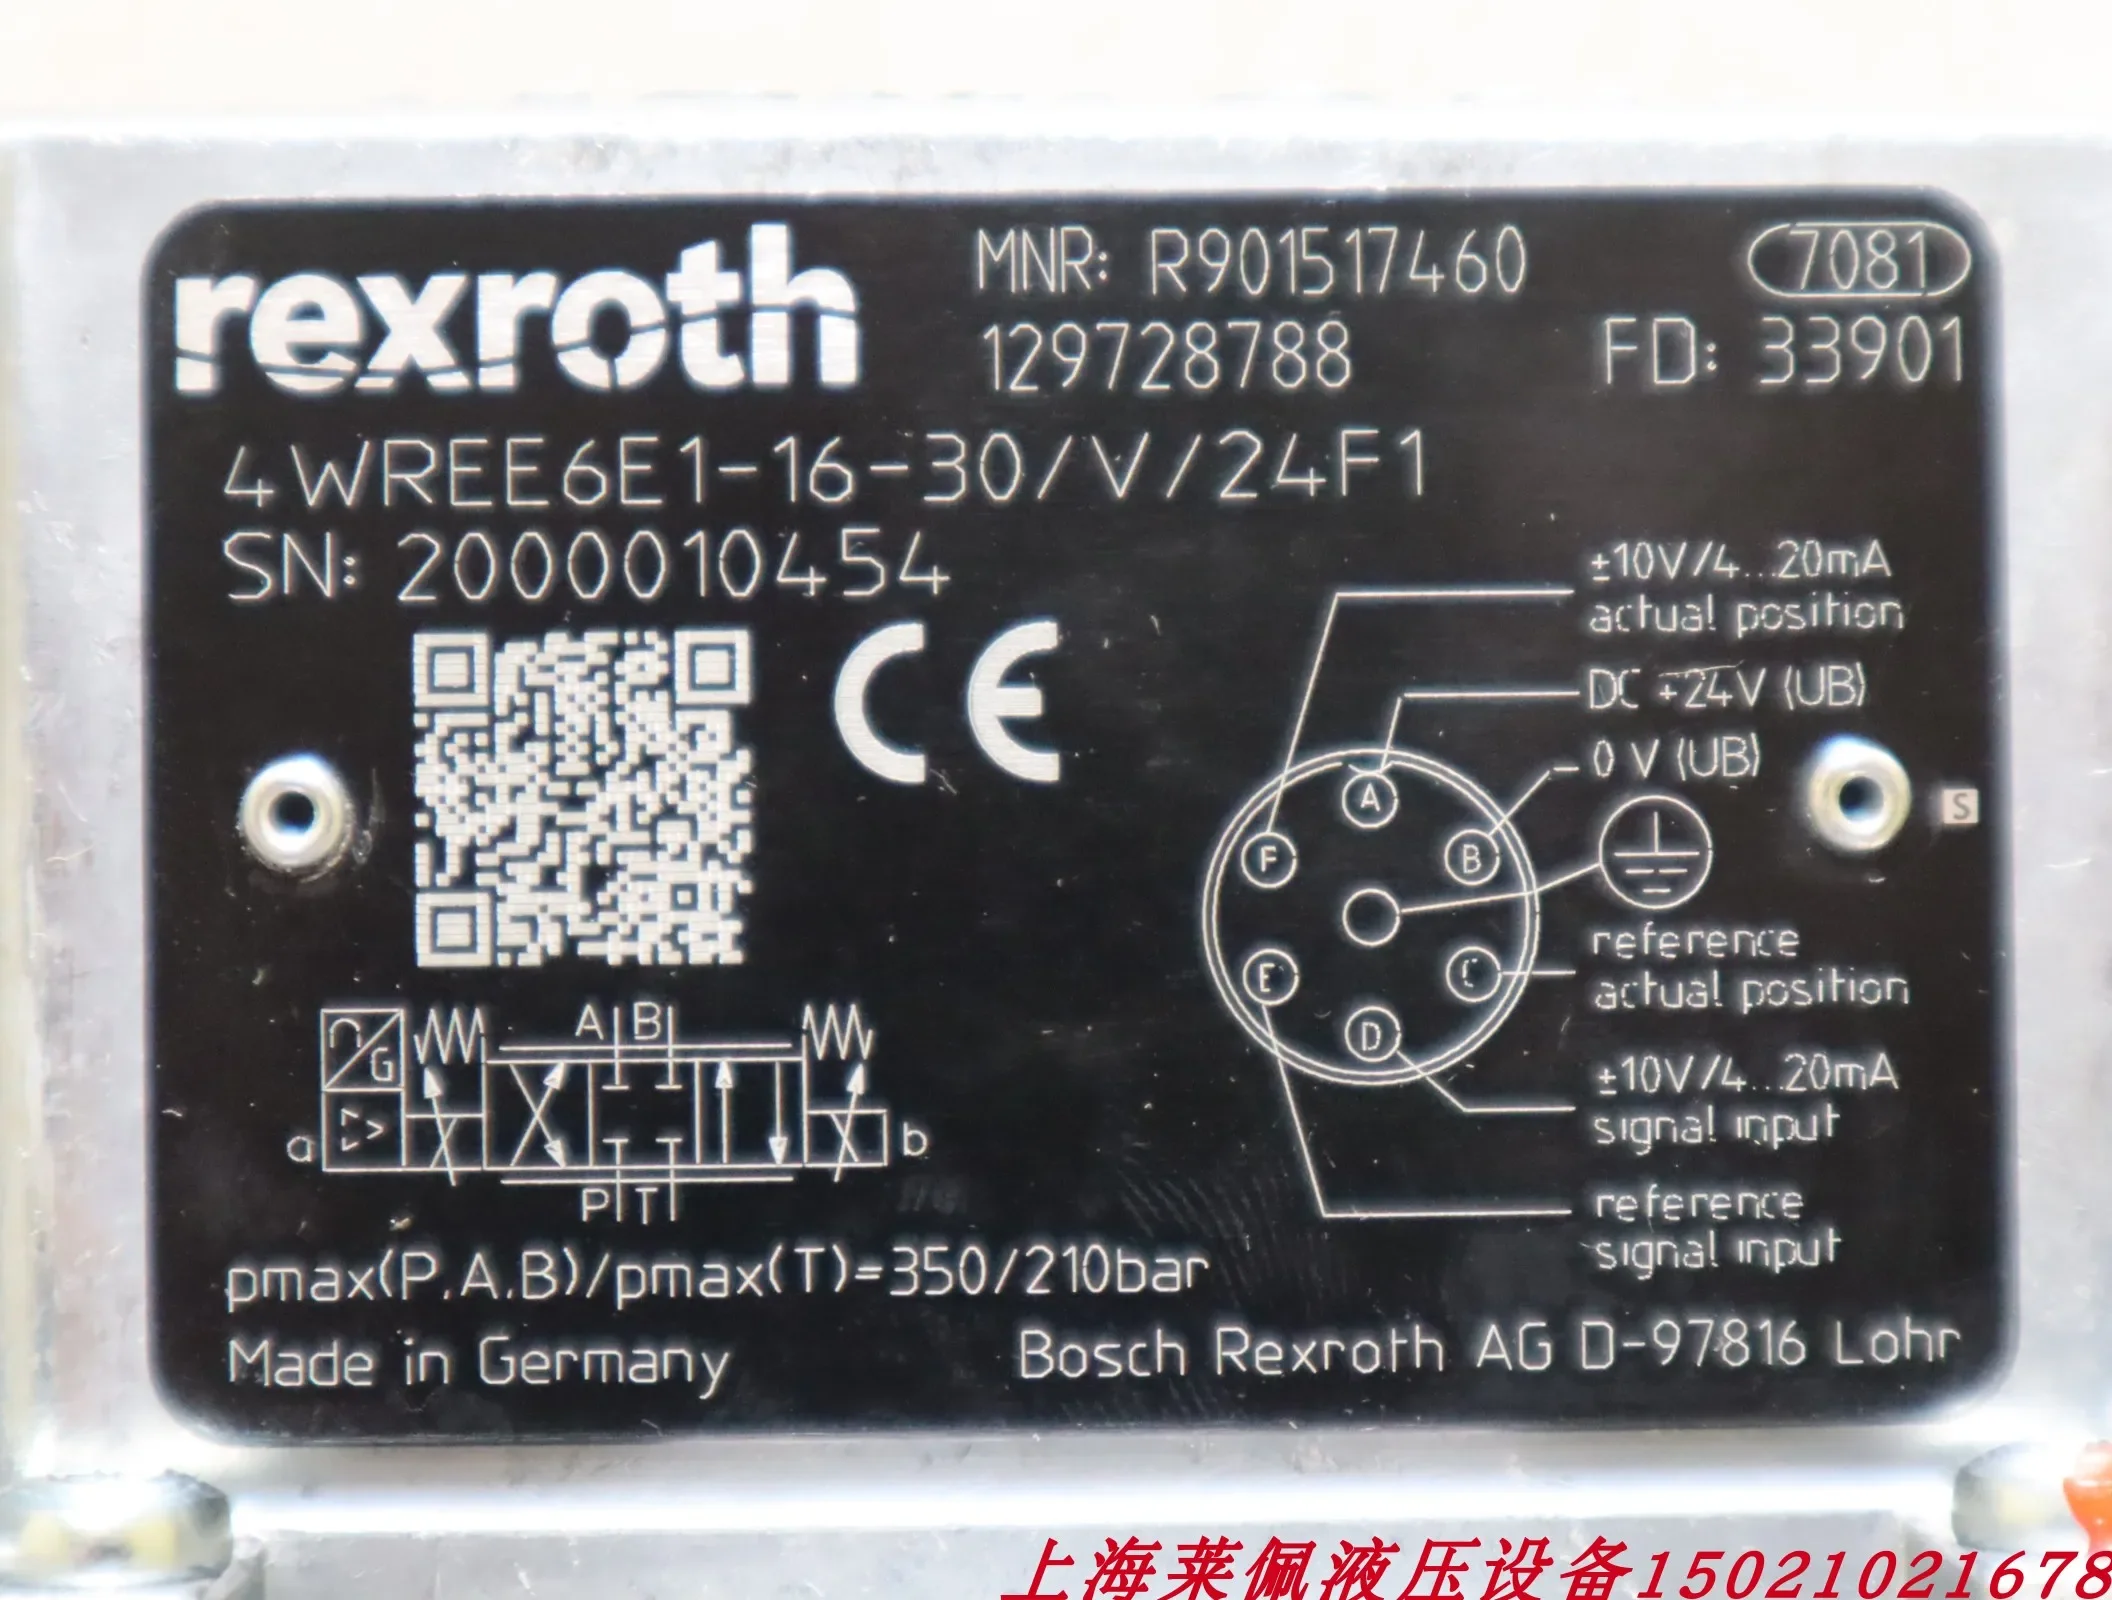 rexroth
MNR: R901517460
7081
129728788
FD: 33901
4WREE6E1-16-30/V/24F1
SN: 2000010454
CE
±10V/4...20mA
actual position
DC +24V (UB)
0 V (UB)
A
F
B
S
E
C
D
reference
actual position
±10V/4...20mA
signal input
reference
signal input
A B
G
a
b
P T
pmax(P.A.B)/pmax(T)=350/210bar
Made in Germany
Bosch Rexroth AG D-97816 Lohr
上海莱佩液压设备15021021678